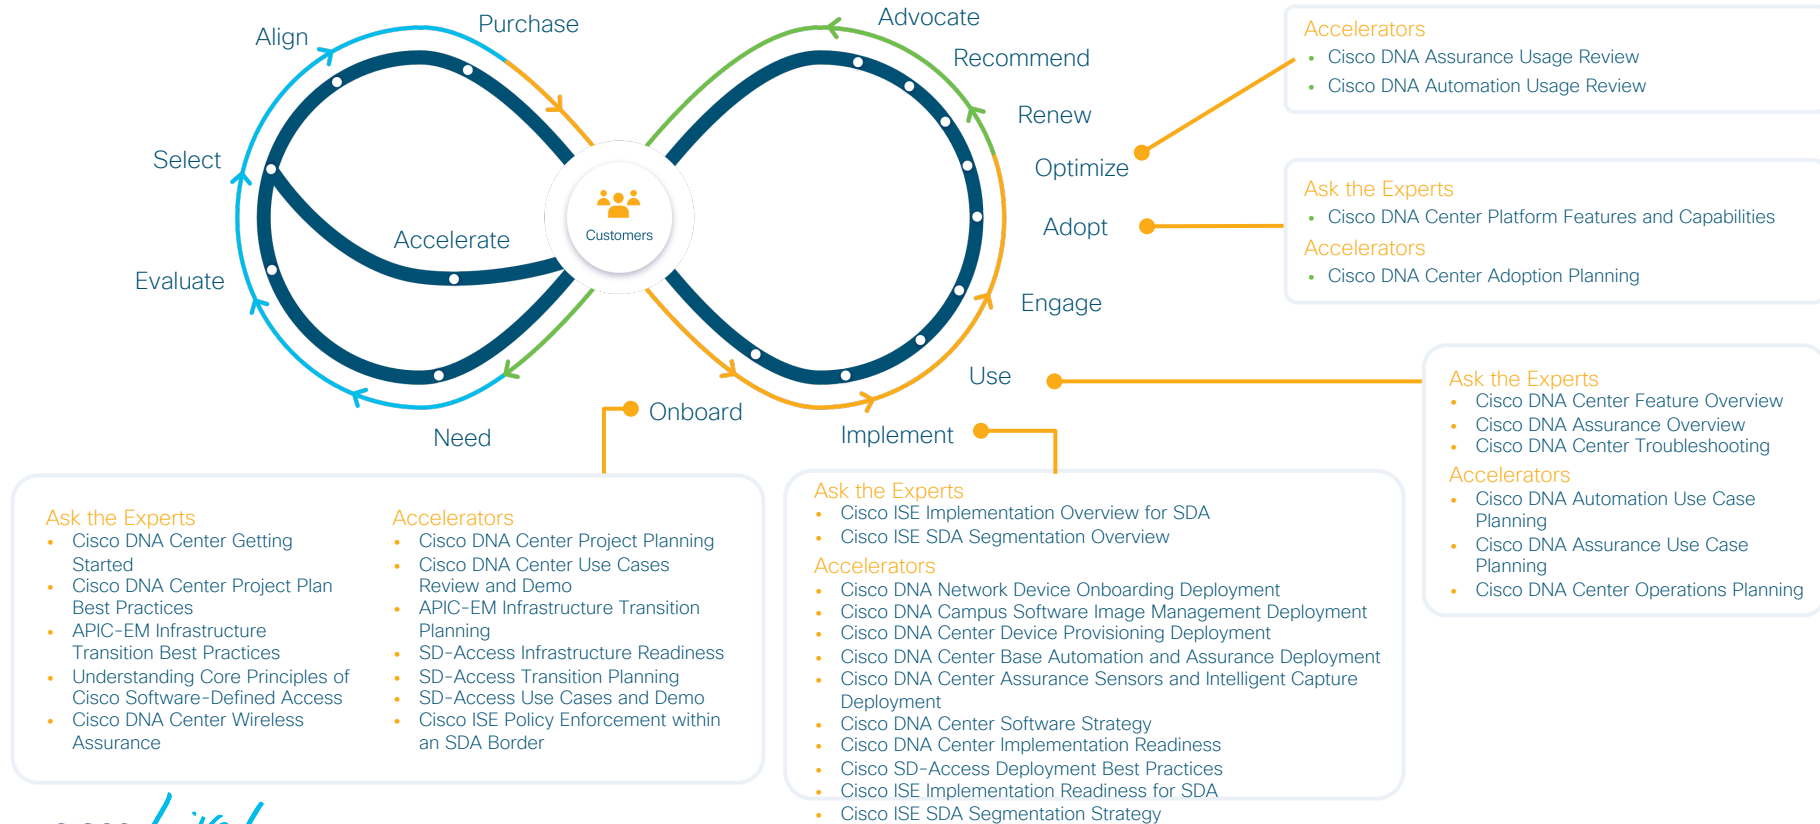 Align
Purchase
Select
Accelerate
Evaluate
Need
Customers
Advocate
Recommend
Renew
Optimize
Adopt
Engage
Use
Implement
Onboard
Accelerators
• Cisco DNA Assurance Usage Review
• Cisco DNA Automation Usage Review
Ask the Experts
• Cisco DNA Center Platform Features and Capabilities
Accelerators
• Cisco DNA Center Adoption Planning
Ask the Experts
• Cisco DNA Center Feature Overview
• Cisco DNA Assurance Overview
• Cisco DNA Center Troubleshooting
Accelerators
• Cisco DNA Automation Use Case
Planning
• Cisco DNA Assurance Use Case
Planning
• Cisco DNA Center Operations Planning
Ask the Experts
• Cisco DNA Center Getting
Started
• Cisco DNA Center Project Plan
Best Practices
• APIC-EM Infrastructure
Transition Best Practices
• Understanding Core Principles of
Cisco Software-Defined Access
• Cisco DNA Center Wireless
Assurance
Accelerators
• Cisco DNA Center Project Planning
• Cisco DNA Center Use Cases
Review and Demo
• APIC-EM Infrastructure Transition
Planning
• SD-Access Infrastructure Readiness
• SD-Access Transition Planning
• SD-Access Use Cases and Demo
• Cisco ISE Policy Enforcement within
an SDA Border
Ask the Experts
• Cisco ISE Implementation Overview for SDA
• Cisco ISE SDA Segmentation Overview
Accelerators
• Cisco DNA Network Device Onboarding Deployment
• Cisco DNA Campus Software Image Management Deployment
• Cisco DNA Center Device Provisioning Deployment
• Cisco DNA Center Base Automation and Assurance Deployment
• Cisco DNA Center Assurance Sensors and Intelligent Capture
Deployment
• Cisco DNA Center Software Strategy
• Cisco DNA Center Implementation Readiness
• Cisco SD-Access Deployment Best Practices
• Cisco ISE Implementation Readiness for SDA
• Cisco ISE SDA Segmentation Strategy